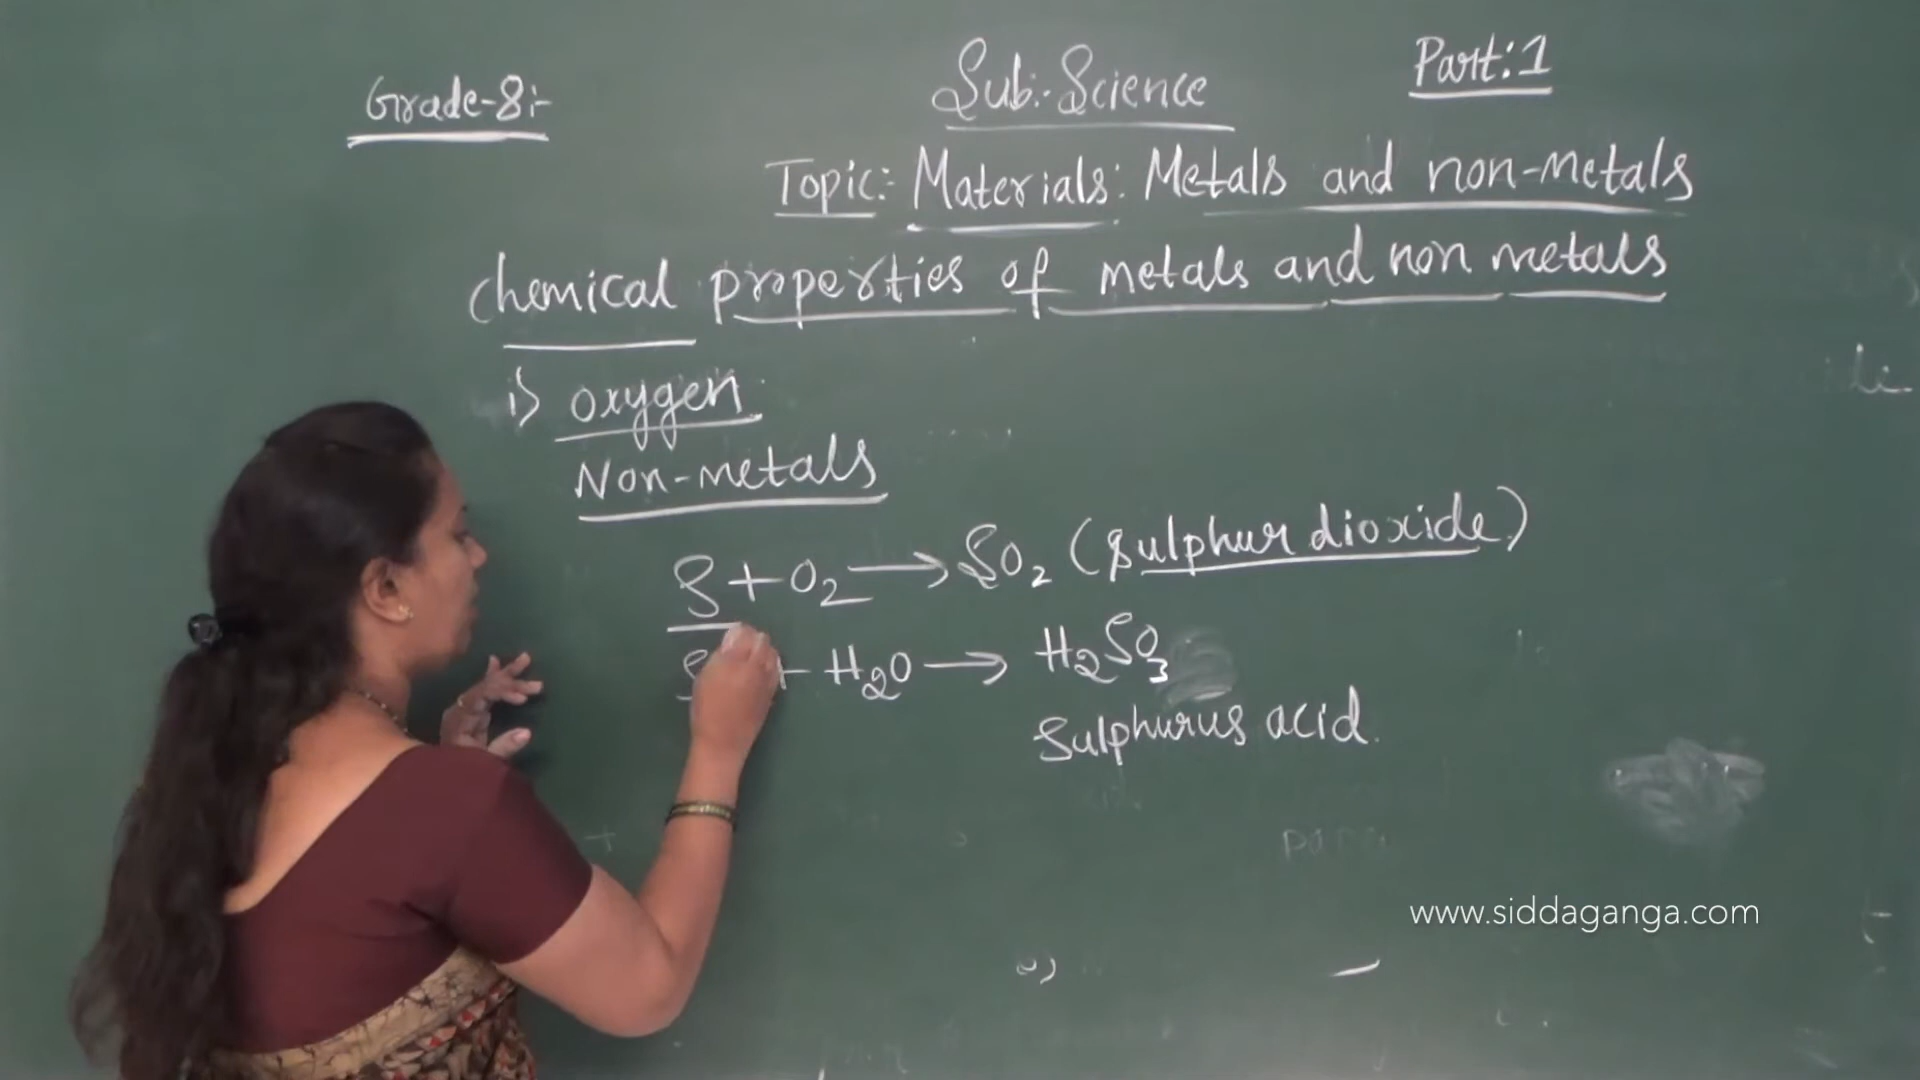 Grade-8:-
Sub:-Science
Part:1
Topic:- Materials: Metals and non-metals
chemical properties of metals and non metals
i) oxygen
Non-metals
S + O2 → SO2 (sulphur dioxide)
S + H2O → H2SO3
Sulphurus acid.
www.siddaganga.com